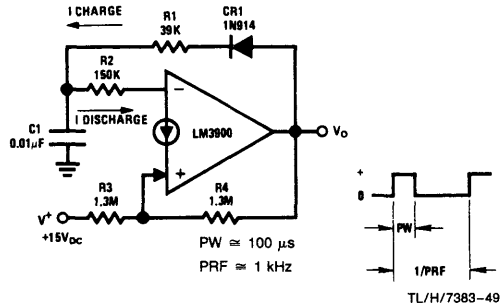 I CHARGE
R1
39K
CR1
1N914
R2
150K
I DISCHARGE
C1
0.01μF
−
LM3900
+
VO
R3
1.3M
R4
1.3M
V+
+15VDC
PW ≅ 100 μs
PRF ≅ 1 kHz
+
0
PW
1/PRF
TL/H/7383–49